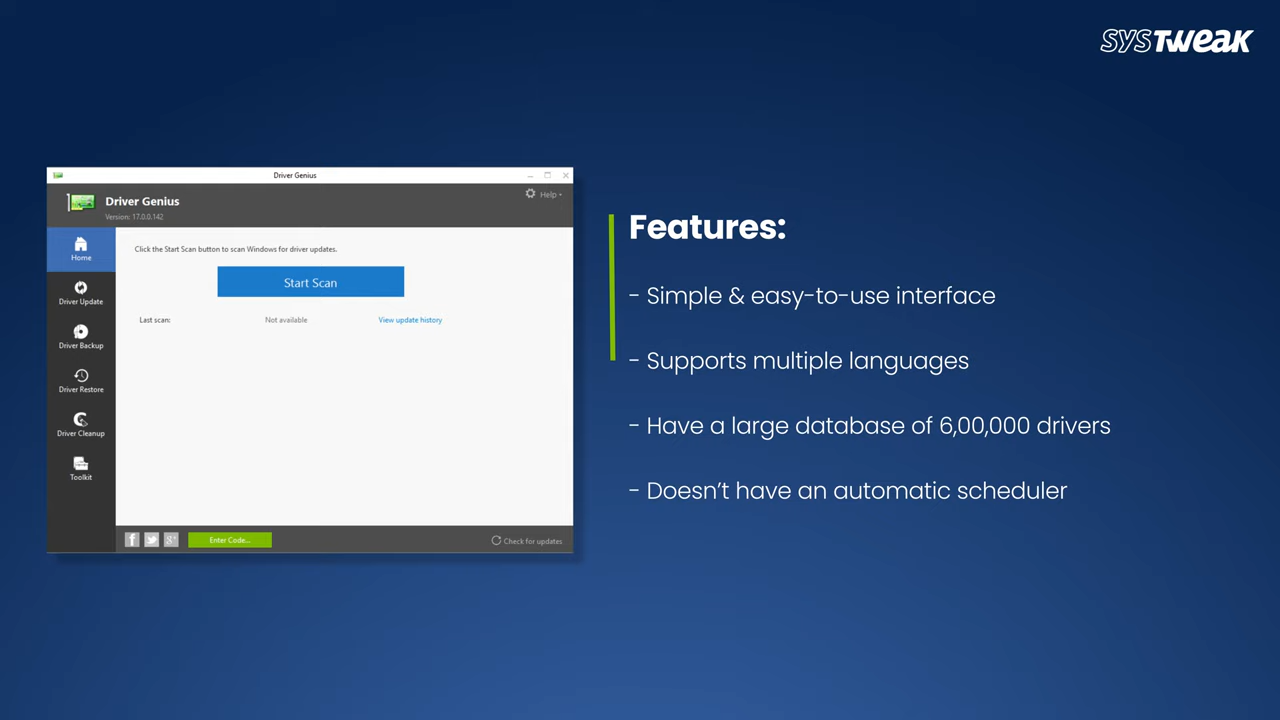 SYSTweak
Driver Genius
Driver Genius
Version: 17.0.0.142
Help
Home
Driver Update
Driver Backup
Driver Restore
Driver Cleanup
Toolkit
Click the Start Scan button to scan Windows for driver updates.
Start Scan
Last scan: Not available View update history
Enter Code...
Check for updates
Features:
- Simple & easy-to-use interface
- Supports multiple languages
- Have a large database of 6,00,000 drivers
- Doesn't have an automatic scheduler